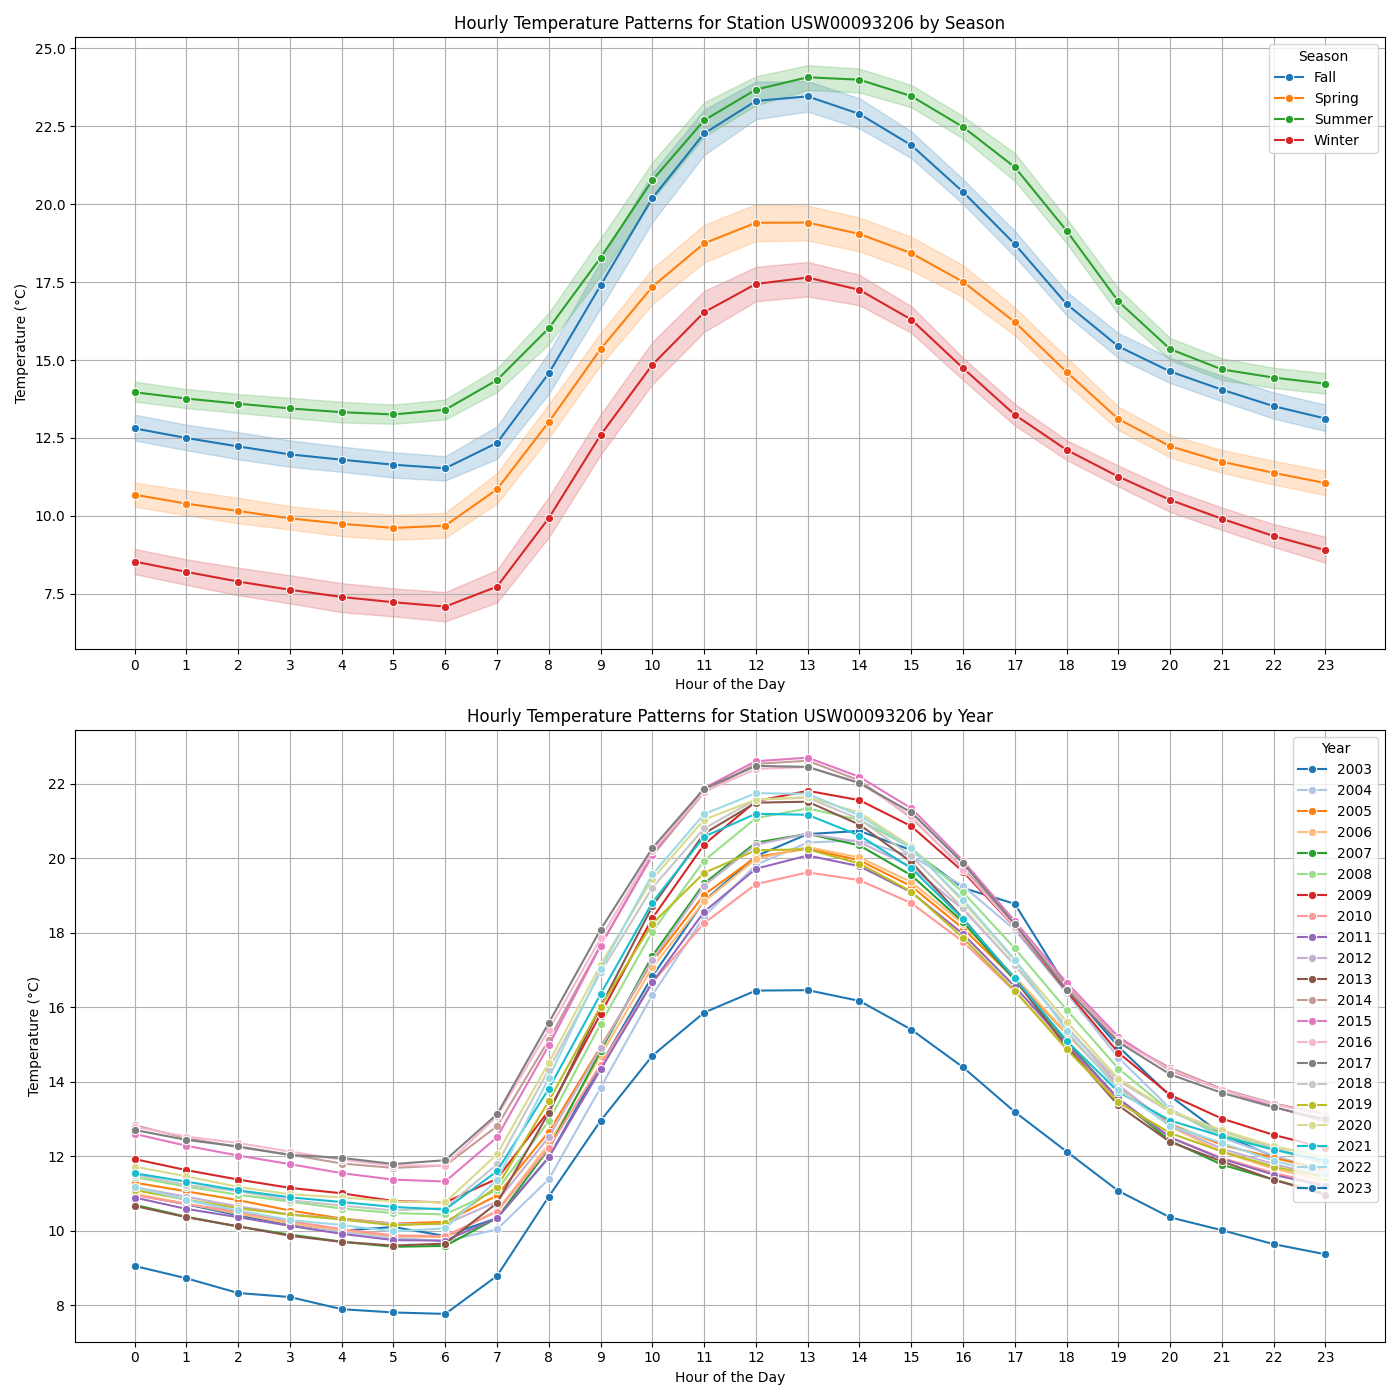 Hourly Temperature Patterns for Station USW00093206 by Season
Season
Fall
Spring
Summer
Winter
25.0
22.5
20.0
17.5
15.0
12.5
10.0
7.5
Temperature (°C)
0 1 2 3 4 5 6 7 8 9 10 11 12 13 14 15 16 17 18 19 20 21 22 23
Hour of the Day
Hourly Temperature Patterns for Station USW00093206 by Year
Year
2003
2004
2005
2006
2007
2008
2009
2010
2011
2012
2013
2014
2015
2016
2017
2018
2019
2020
2021
2022
2023
22
20
18
16
14
12
10
8
Temperature (°C)
0 1 2 3 4 5 6 7 8 9 10 11 12 13 14 15 16 17 18 19 20 21 22 23
Hour of the Day